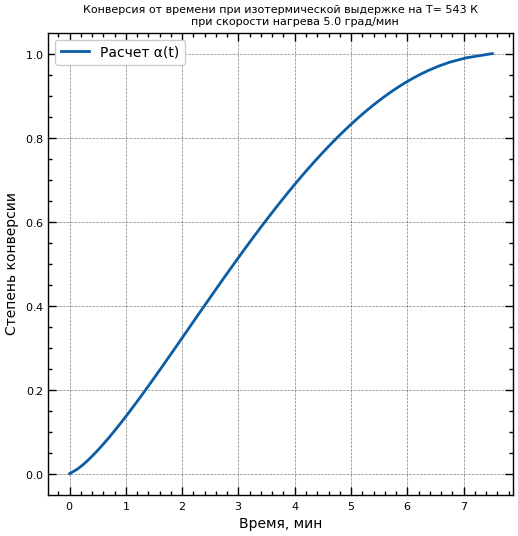 Конверсия от времени при изотермической выдержке на T= 543 K
при скорости нагрева 5.0 град/мин
Расчет α(t)
1.0
0.8
0.6
0.4
0.2
0.0
Степень конверсии
0 1 2 3 4 5 6 7
Время, мин